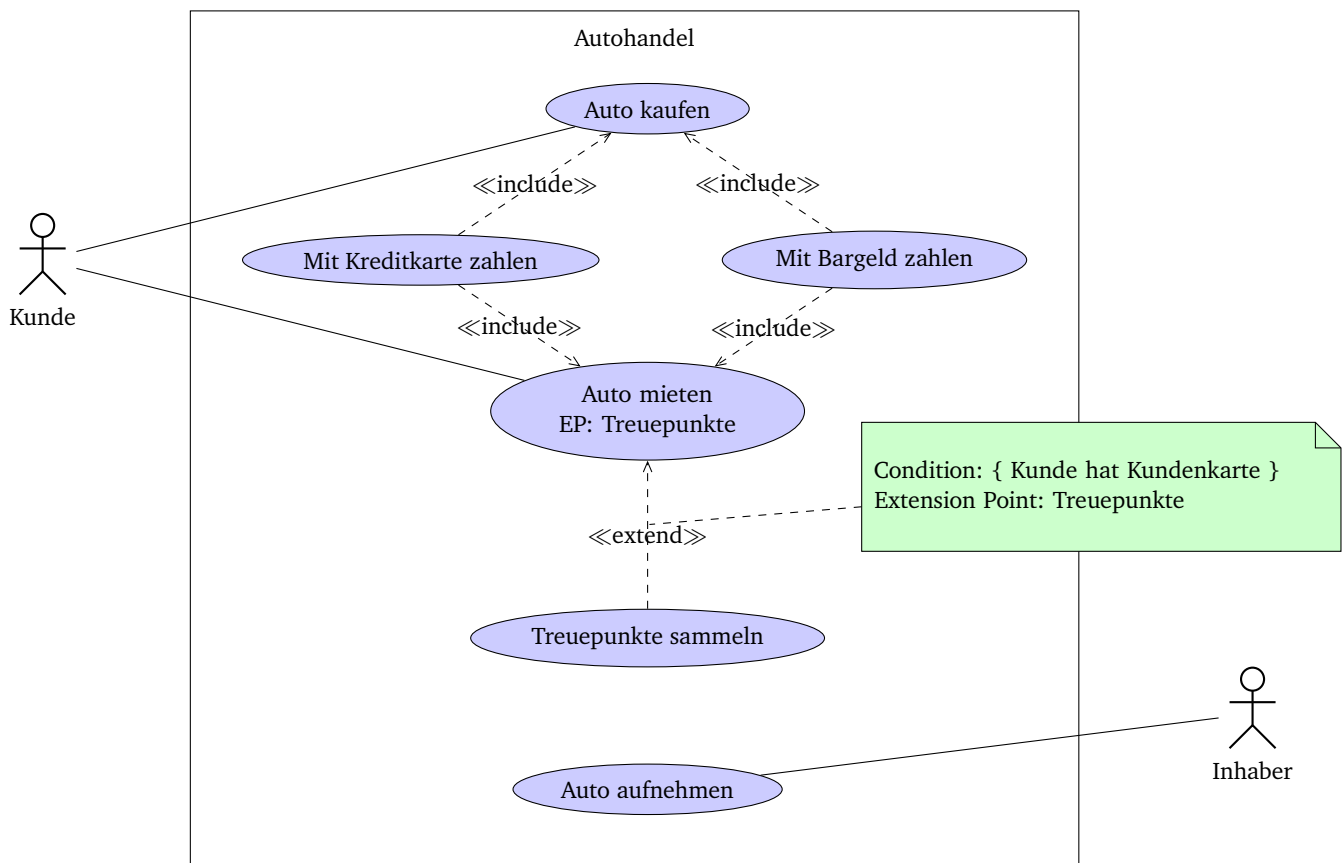 Autohandel
Auto kaufen
≪include≫
≪include≫
Mit Kreditkarte zahlen
Mit Bargeld zahlen
Kunde
≪include≫
≪include≫
Auto mieten
EP: Treuepunkte
Condition: { Kunde hat Kundenkarte }
Extension Point: Treuepunkte
≪extend≫
Treuepunkte sammeln
Inhaber
Auto aufnehmen